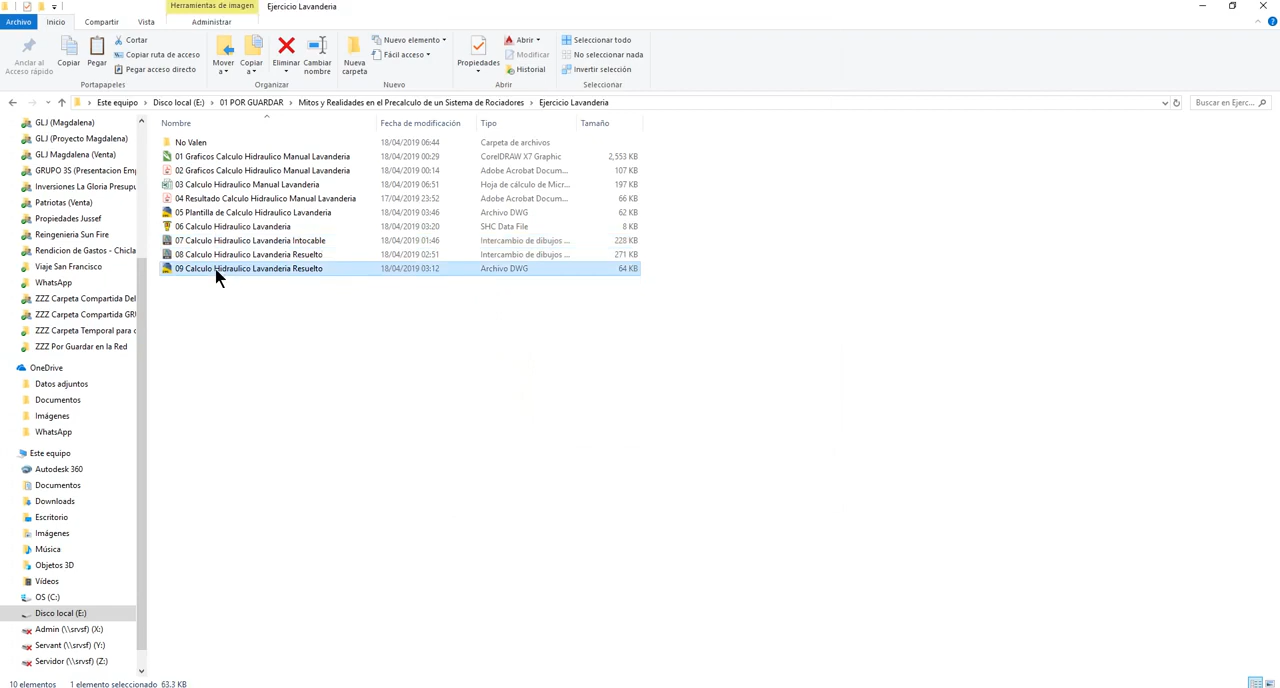 Herramientas de imagen
Ejercicio Lavanderia
Archivo
Inicio
Compartir
Vista
Administrar
Anclar al
Acceso rápido
Copiar
Pegar
Cortar
Copiar ruta de acceso
Pegar acceso directo
Portapapeles
Mover
a
Copiar
a
Eliminar
Cambiar
nombre
Organizar
Nueva
carpeta
Nuevo elemento
Fácil acceso
Nuevo
Propiedades
Abrir
Modificar
Historial
Abrir
Seleccionar todo
No seleccionar nada
Invertir selección
Seleccionar
Este equipo › Disco local (E:) › 01 POR GUARDAR › Mitos y Realidades en el Precalculo de un Sistema de Rociadores › Ejercicio Lavanderia
Buscar en Ejerc...
GLJ (Magdalena)
GLJ (Proyecto Magdalena)
GLJ Magdalena (Venta)
GRUPO 3S (Presentacion Emp
Inversiones La Gloria Presupu
Patriotas (Venta)
Propiedades Jussef
Reingenieria Sun Fire
Rendicion de Gastos - Chicla
Viaje San Francisco
WhatsApp
ZZZ Carpeta Compartida Del
ZZZ Carpeta Compartida GRU
ZZZ Carpeta Temporal para c
ZZZ Por Guardar en la Red
OneDrive
Datos adjuntos
Documentos
Imágenes
WhatsApp
Este equipo
Autodesk 360
Documentos
Downloads
Escritorio
Imágenes
Música
Objetos 3D
Vídeos
OS (C:)
Disco local (E:)
Admin (\\srvsf) (X:)
Servant (\\srvsf) (Y:)
Servidor (\\srvsf) (Z:)
Nombre Fecha de modificación Tipo Tamaño
No Valen 18/04/2019 06:44 Carpeta de archivos
01 Graficos Calculo Hidraulico Manual Lavanderia 18/04/2019 00:29 CorelDRAW X7 Graphic 2,553 KB
02 Graficos Calculo Hidraulico Manual Lavanderia 18/04/2019 00:14 Adobe Acrobat Docum... 107 KB
03 Calculo Hidraulico Manual Lavanderia 18/04/2019 06:51 Hoja de cálculo de Micr... 197 KB
04 Resultado Calculo Hidraulico Manual Lavanderia 17/04/2019 23:52 Adobe Acrobat Docum... 66 KB
05 Plantilla de Calculo Hidraulico Lavanderia 18/04/2019 03:46 Archivo DWG 62 KB
06 Calculo Hidraulico Lavanderia 18/04/2019 03:20 SHC Data File 8 KB
07 Calculo Hidraulico Lavanderia Intocable 18/04/2019 01:46 Intercambio de dibujos ... 228 KB
08 Calculo Hidraulico Lavanderia Resuelto 18/04/2019 02:51 Intercambio de dibujos ... 271 KB
09 Calculo Hidraulico Lavanderia Resuelto 18/04/2019 03:12 Archivo DWG 64 KB
10 elementos 1 elemento seleccionado 63.3 KB